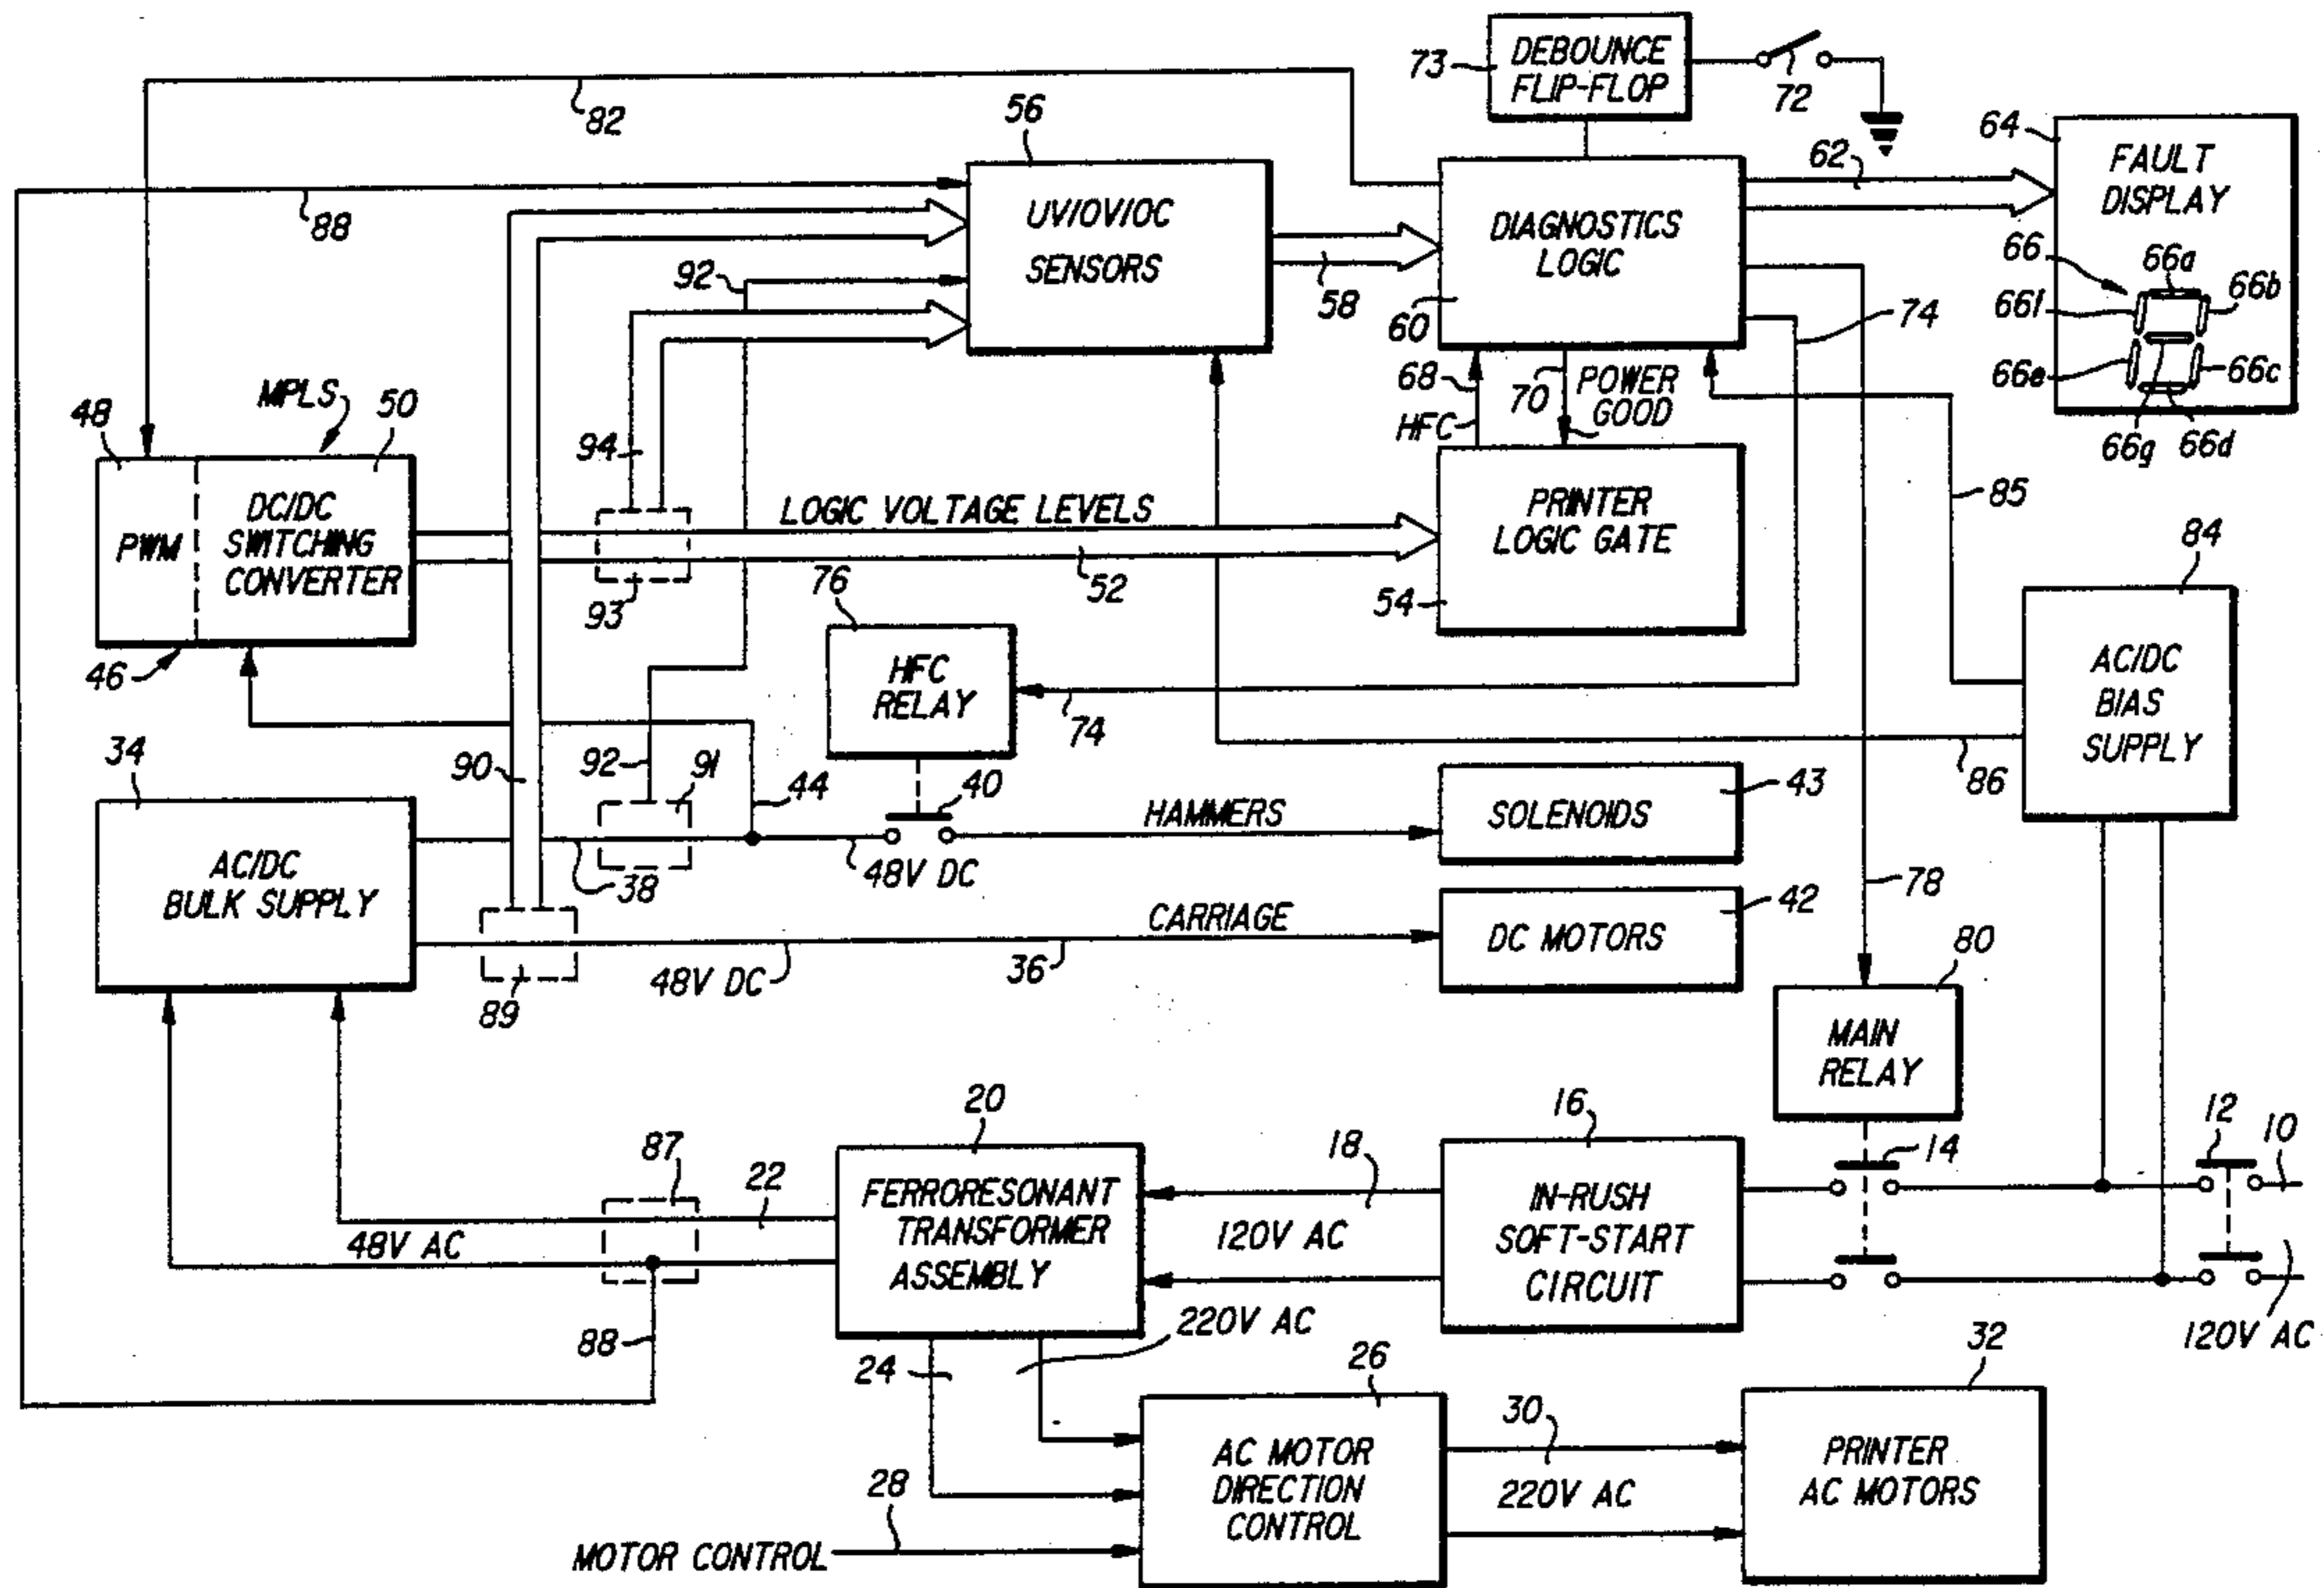 73
DEBOUNCE
FLIP-FLOP
72
82
56
UV/OV/OC
SENSORS
88
92
58
DIAGNOSTICS
LOGIC
60
62
64
FAULT
DISPLAY
66
66a
66b
66f
66e
66c
66g
66d
74
68
HFC
70
POWER
GOOD
85
MPLS
48
50
PWM
DC/DC
SWITCHING
CONVERTER
46
94
93
LOGIC VOLTAGE LEVELS
52
PRINTER
LOGIC GATE
54
84
AC/DC
BIAS
SUPPLY
76
HFC
RELAY
74
86
34
AC/DC
BULK SUPPLY
90
92
91
44
40
38
48V DC
HAMMERS
SOLENOIDS
43
89
48V DC
36
CARRIAGE
DC MOTORS
42
78
80
MAIN
RELAY
20
FERRORESONANT
TRANSFORMER
ASSEMBLY
87
22
48V AC
88
18
120V AC
16
IN-RUSH
SOFT-START
CIRCUIT
14
12
10
120V AC
24
220V AC
26
AC MOTOR
DIRECTION
CONTROL
28
MOTOR CONTROL
30
220V AC
32
PRINTER
AC MOTORS